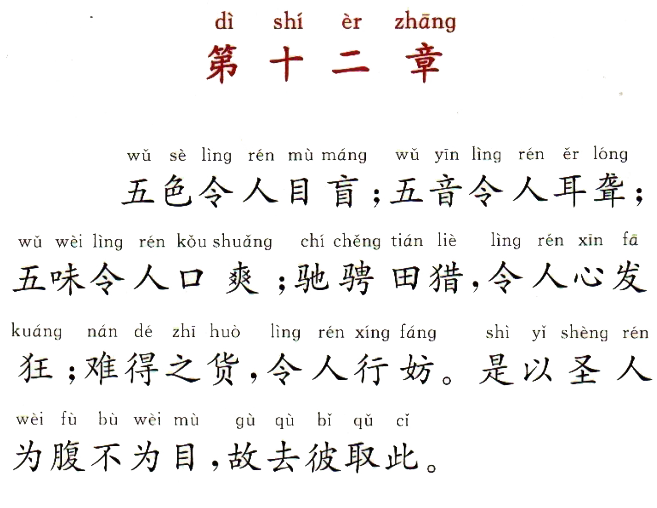 dì shí èr zhāng
第十二章
wǔ sè lìng rén mù máng wǔ yīn lìng rén ěr lóng
五色令人目盲；五音令人耳聋；
wǔ wèi lìng rén kǒu shuǎng chí chěng tián liè lìng rén xīn fā
五味令人口爽；驰骋田猎，令人心发
kuáng nán dé zhī huò lìng rén xíng fáng shì yǐ shèng rén
狂；难得之货，令人行妨。是以圣人
wèi fù bù wèi mù gù qù bǐ qǔ cǐ
为腹不为目，故去彼取此。